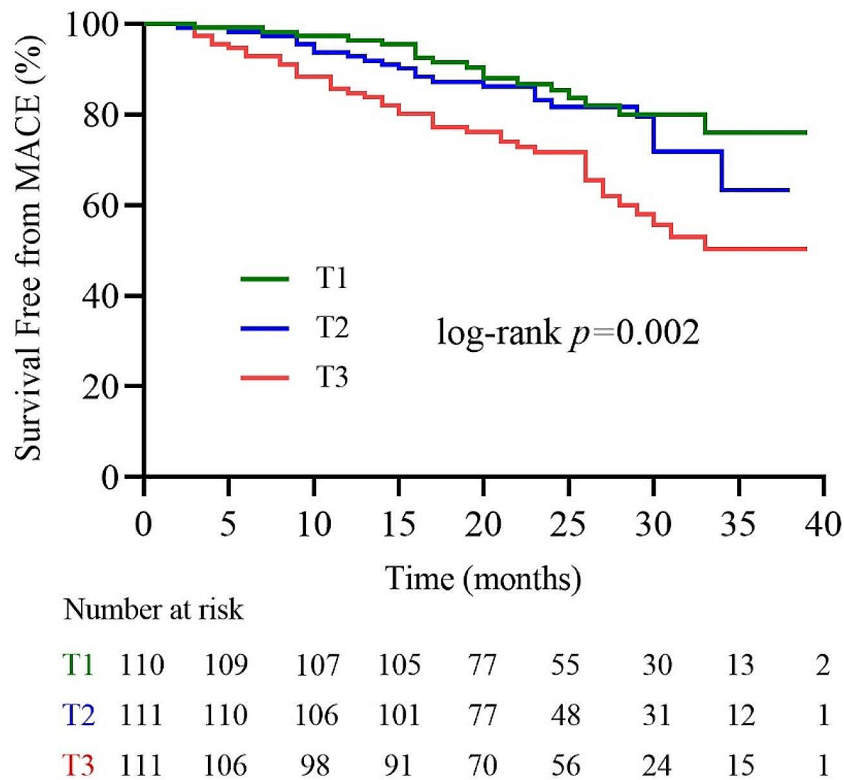 Survival Free from MACE (%)
100
80
60
40
20
0
T1
T2
T3
log-rank p=0.002
0 5 10 15 20 25 30 35 40
Time (months)
Number at risk
T1 110 109 107 105 77 55 30 13 2
T2 111 110 106 101 77 48 31 12 1
T3 111 106 98 91 70 56 24 15 1